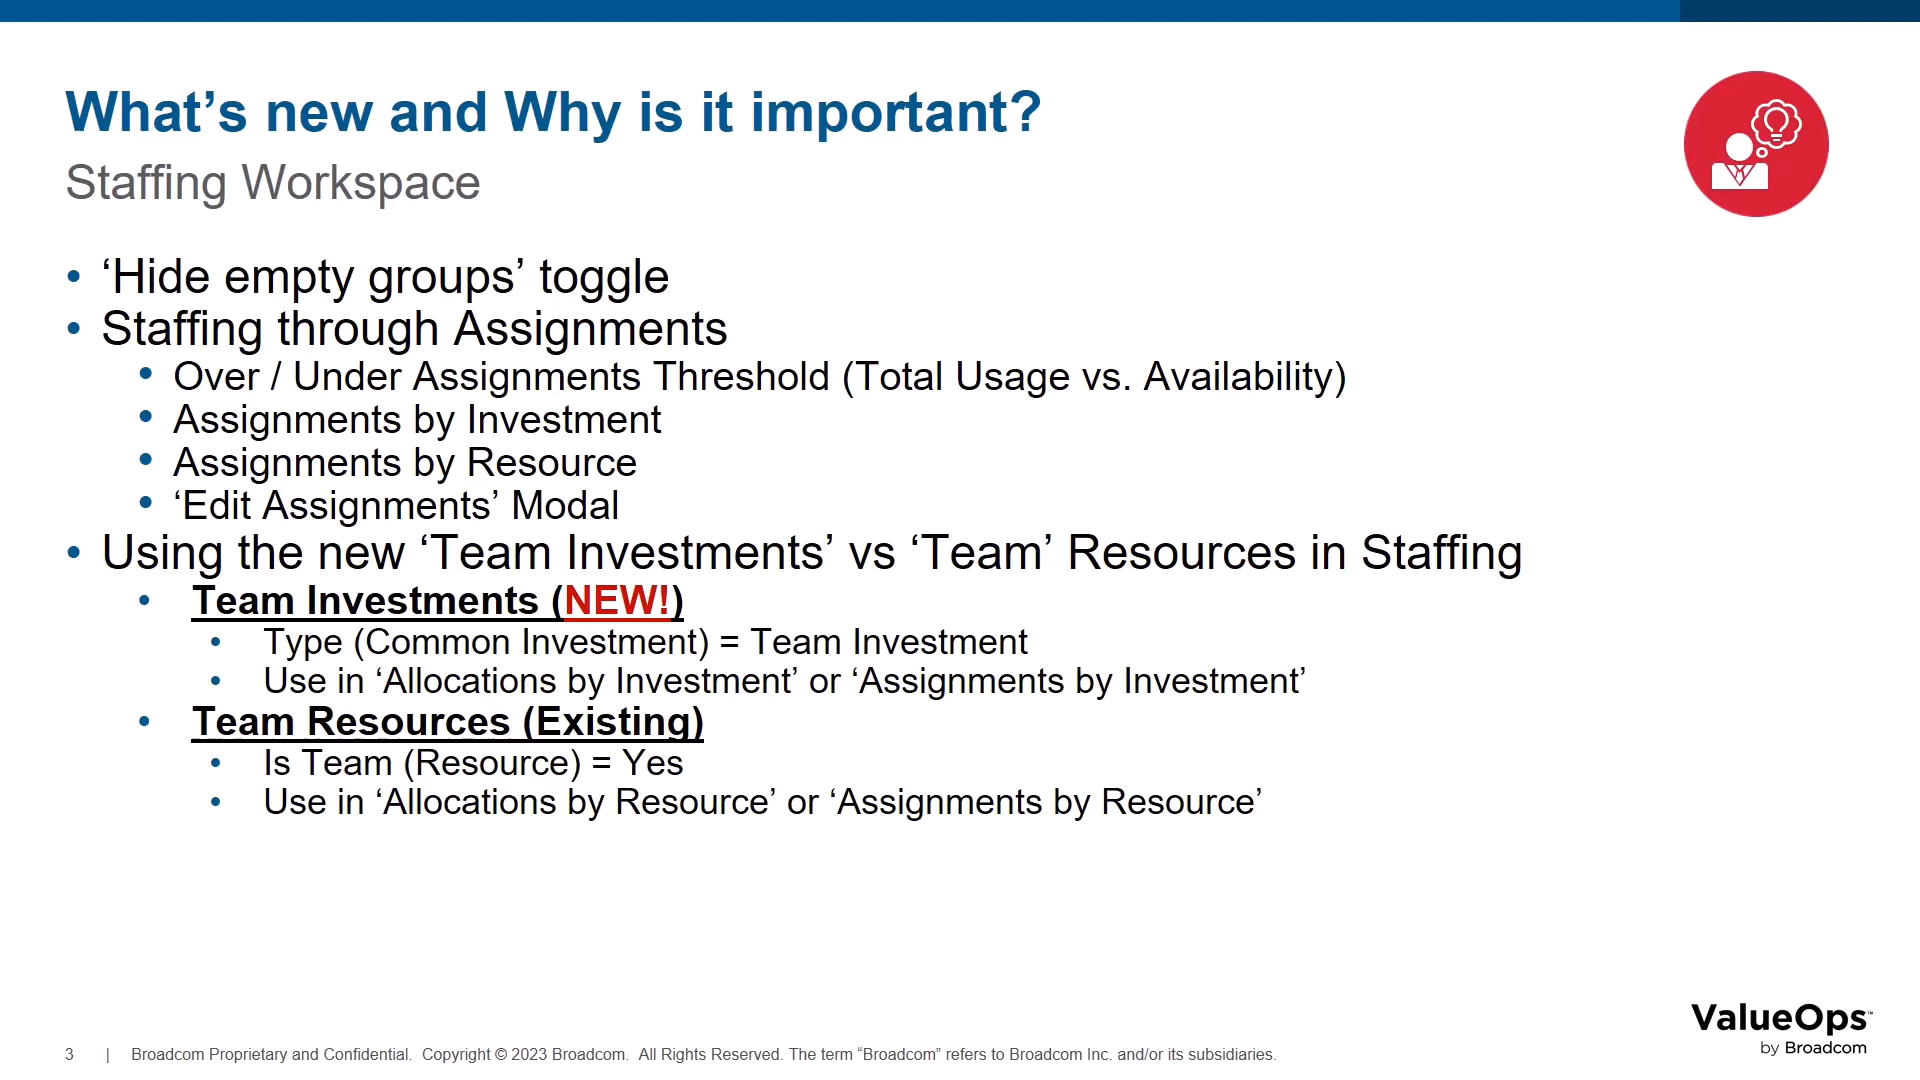 What’s new and Why is it important?
Staffing Workspace
• ‘Hide empty groups’ toggle
• Staffing through Assignments
• Over / Under Assignments Threshold (Total Usage vs. Availability)
• Assignments by Investment
• Assignments by Resource
• ‘Edit Assignments’ Modal
• Using the new ‘Team Investments’ vs ‘Team’ Resources in Staffing
• Team Investments (NEW!)
• Type (Common Investment) = Team Investment
• Use in ‘Allocations by Investment’ or ‘Assignments by Investment’
• Team Resources (Existing)
• Is Team (Resource) = Yes
• Use in ‘Allocations by Resource’ or ‘Assignments by Resource’
ValueOps™
by Broadcom
3 | Broadcom Proprietary and Confidential. Copyright © 2023 Broadcom. All Rights Reserved. The term “Broadcom” refers to Broadcom Inc. and/or its subsidiaries.